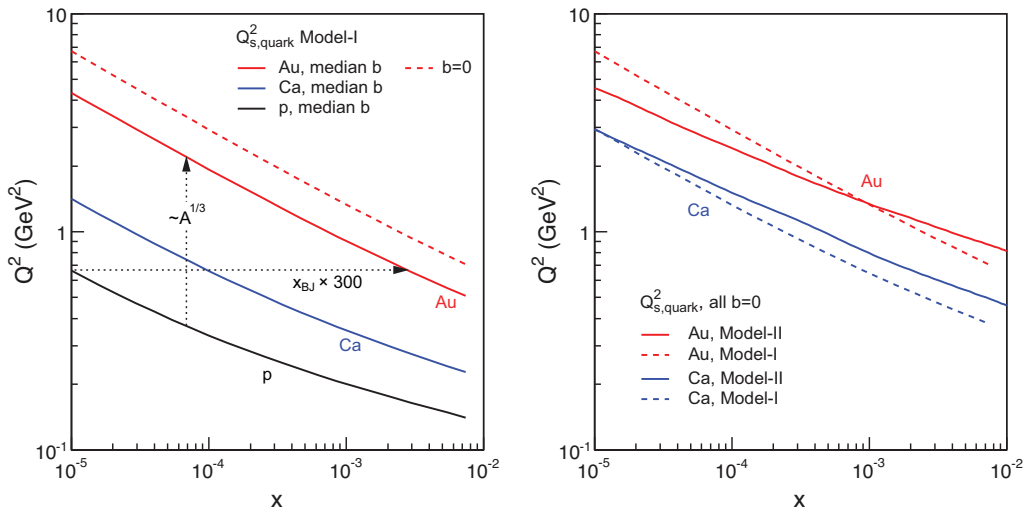 10
1
10⁻¹
Q² (GeV²)
Q²s,quark Model-I
Au, median b
b=0
Ca, median b
p, median b
~A¹/³
xBJ × 300
Au
Ca
p
10⁻⁵
10⁻⁴
10⁻³
10⁻²
x
10
1
10⁻¹
Q² (GeV²)
Au
Ca
Q²s,quark, all b=0
Au, Model-II
Au, Model-I
Ca, Model-II
Ca, Model-I
10⁻⁵
10⁻⁴
10⁻³
10⁻²
x